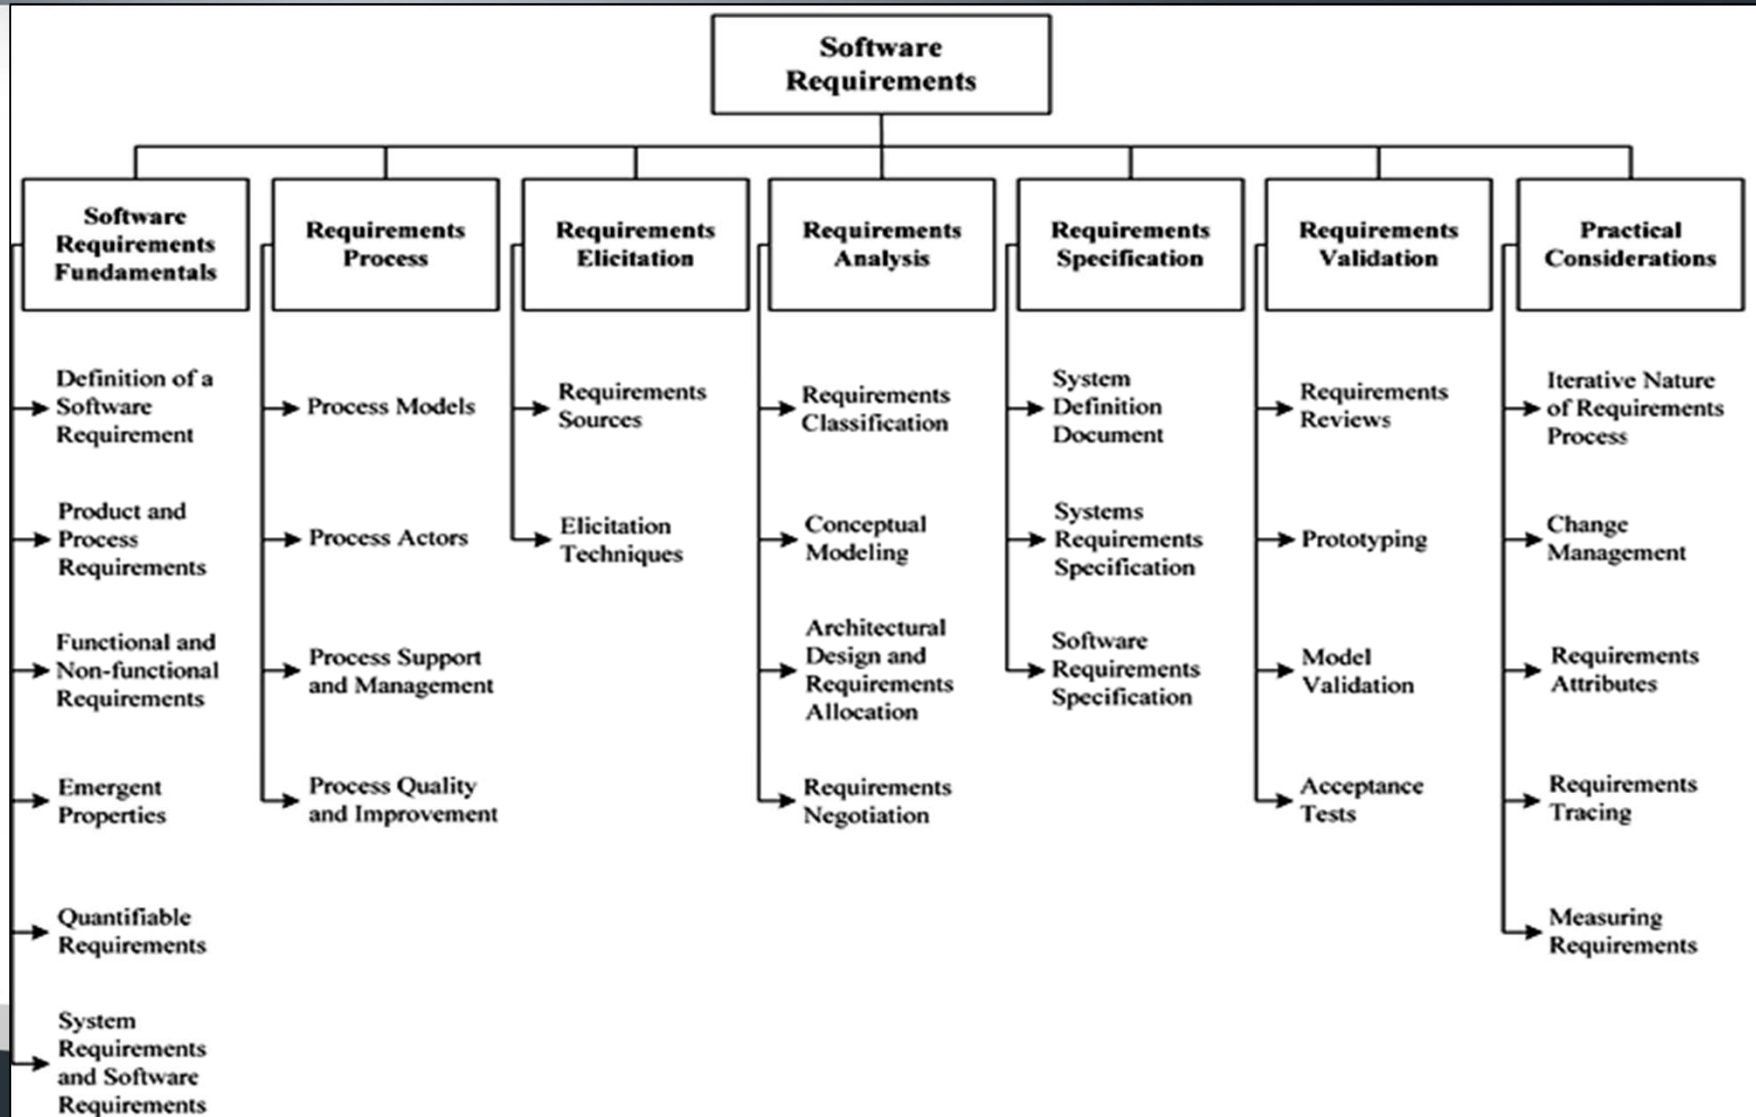 Software
Requirements
Software
Requirements
Fundamentals
Requirements
Process
Requirements
Elicitation
Requirements
Analysis
Requirements
Specification
Requirements
Validation
Practical
Considerations
Definition of a
Software
Requirement
Product and
Process
Requirements
Functional and
Non-functional
Requirements
Emergent
Properties
Quantifiable
Requirements
System
Requirements
and Software
Requirements
Process Models
Process Actors
Process Support
and Management
Process Quality
and Improvement
Requirements
Sources
Elicitation
Techniques
Requirements
Classification
Conceptual
Modeling
Architectural
Design and
Requirements
Allocation
Requirements
Negotiation
System
Definition
Document
Systems
Requirements
Specification
Software
Requirements
Specification
Requirements
Reviews
Prototyping
Model
Validation
Acceptance
Tests
Iterative Nature
of Requirements
Process
Change
Management
Requirements
Attributes
Requirements
Tracing
Measuring
Requirements